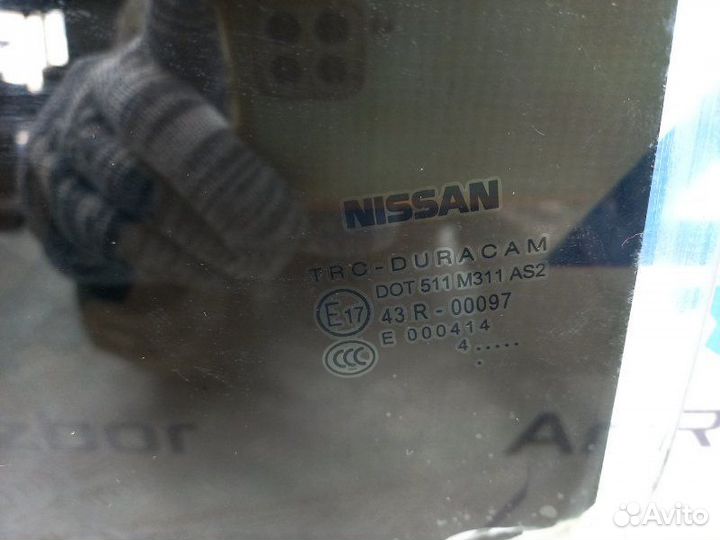 NISSAN
TRC-DURACAM
DOT 511 M311 AS2
E17 43 R - 00097
E 000414
CCC 4.....
.
Avito